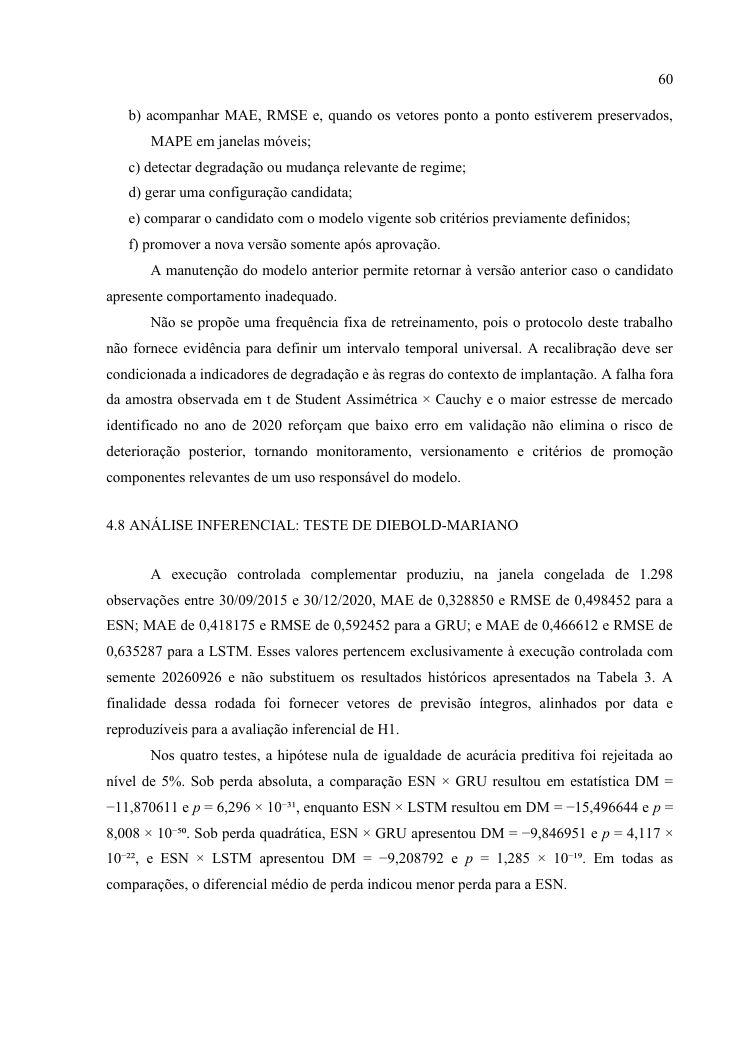 60
b) acompanhar MAE, RMSE e, quando os vetores ponto a ponto estiverem preservados,
MAPE em janelas móveis;
c) detectar degradação ou mudança relevante de regime;
d) gerar uma configuração candidata;
e) comparar o candidato com o modelo vigente sob critérios previamente definidos;
f) promover a nova versão somente após aprovação.
A manutenção do modelo anterior permite retornar à versão anterior caso o candidato
apresente comportamento inadequado.
Não se propõe uma frequência fixa de retreinamento, pois o protocolo deste trabalho
não fornece evidência para definir um intervalo temporal universal. A recalibração deve ser
condicionada a indicadores de degradação e às regras do contexto de implantação. A falha fora
da amostra observada em t de Student Assimétrica × Cauchy e o maior estresse de mercado
identificado no ano de 2020 reforçam que baixo erro em validação não elimina o risco de
deterioração posterior, tornando monitoramento, versionamento e critérios de promoção
componentes relevantes de um uso responsável do modelo.
4.8 ANÁLISE INFERENCIAL: TESTE DE DIEBOLD-MARIANO
A execução controlada complementar produziu, na janela congelada de 1.298
observações entre 30/09/2015 e 30/12/2020, MAE de 0,328850 e RMSE de 0,498452 para a
ESN; MAE de 0,418175 e RMSE de 0,592452 para a GRU; e MAE de 0,466612 e RMSE de
0,635287 para a LSTM. Esses valores pertencem exclusivamente à execução controlada com
semente 20260926 e não substituem os resultados históricos apresentados na Tabela 3. A
finalidade dessa rodada foi fornecer vetores de previsão íntegros, alinhados por data e
reproduzíveis para a avaliação inferencial de H1.
Nos quatro testes, a hipótese nula de igualdade de acurácia preditiva foi rejeitada ao
nível de 5%. Sob perda absoluta, a comparação ESN × GRU resultou em estatística DM =
−11,870611 e p = 6,296 × 10⁻³¹, enquanto ESN × LSTM resultou em DM = −15,496644 e p =
8,008 × 10⁻⁵⁰. Sob perda quadrática, ESN × GRU apresentou DM = −9,846951 e p = 4,117 ×
10⁻²², e ESN × LSTM apresentou DM = −9,208792 e p = 1,285 × 10⁻¹⁹. Em todas as
comparações, o diferencial médio de perda indicou menor perda para a ESN.